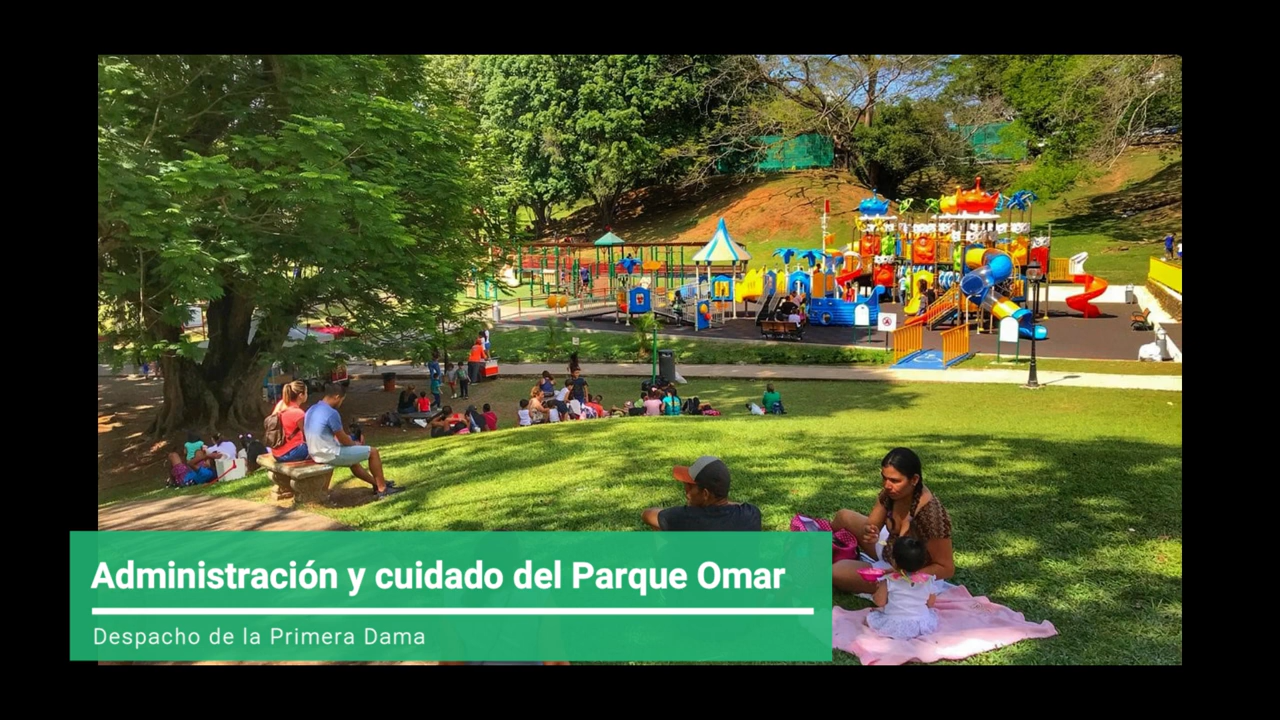 Administración y cuidado del Parque Omar
Despacho de la Primera Dama